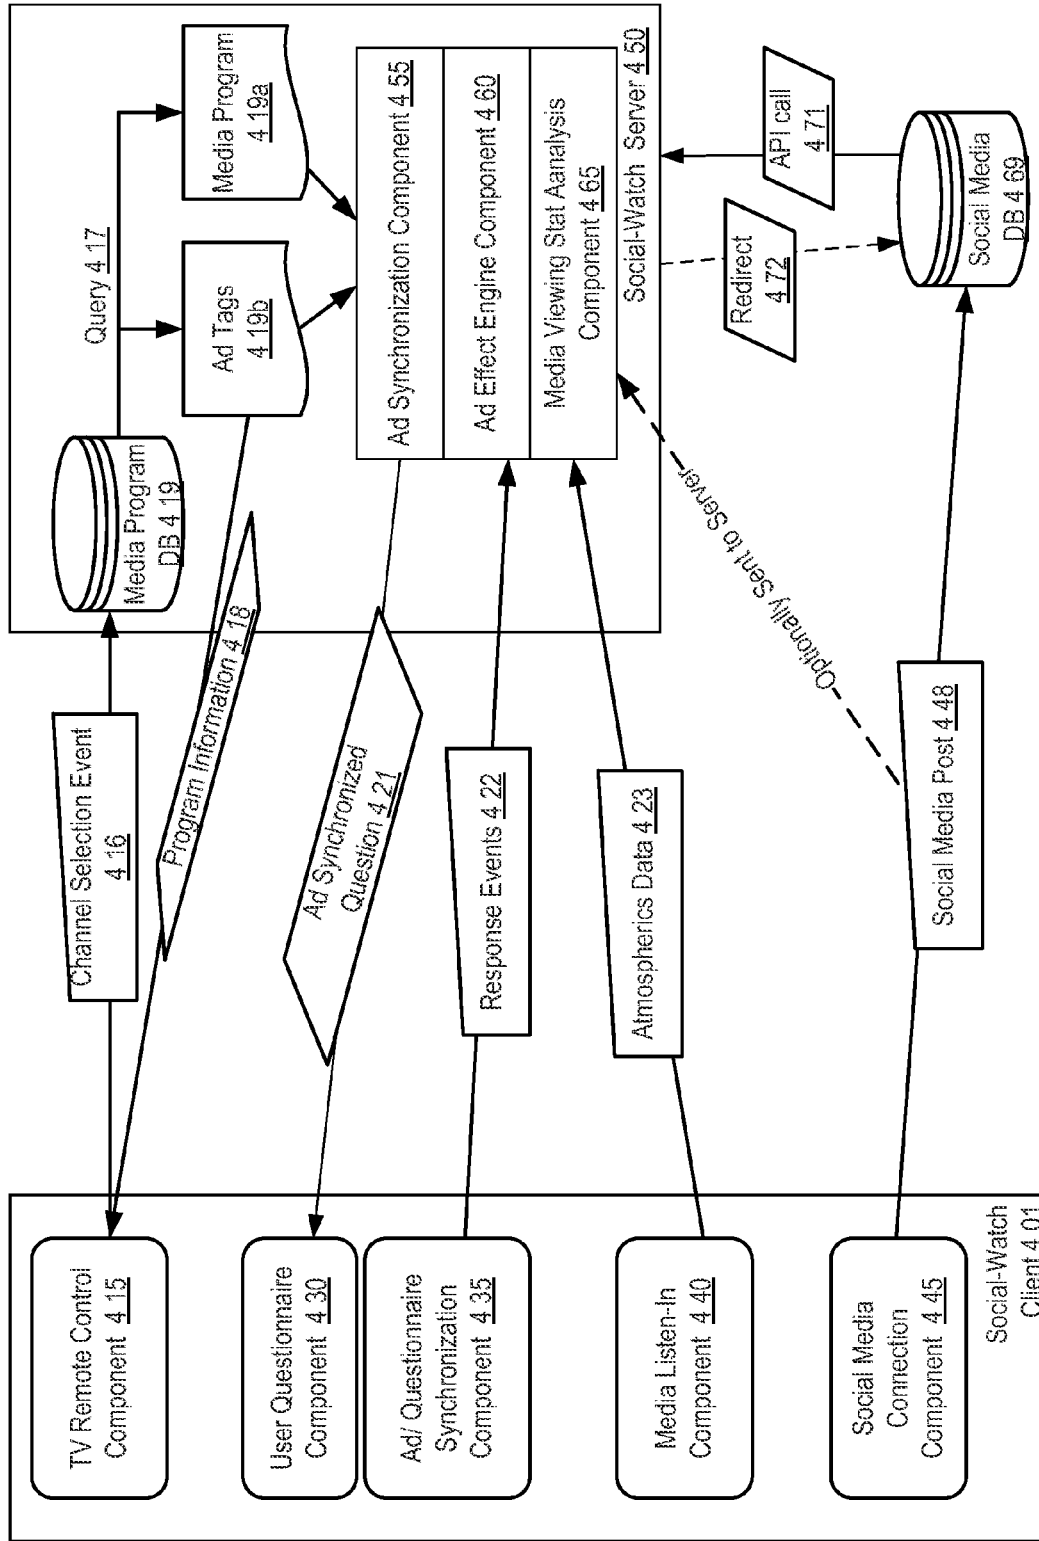 TV Remote Control
Component 4 15
User Questionnaire
Component 4 30
Ad/ Questionnaire
Synchronization
Component 4 35
Media Listen-In
Component 4 40
Social Media
Connection
Component 4 45
Social-Watch
Client 4 01
Channel Selection Event
4 16
Program Information 4 18
Ad Synchronized
Question 4 21
Response Events 4 22
Atmospherics Data 4 23
Social Media Post 4 48
Optionally Sent to Server
Media Program
DB 4 19
Query 4 17
Ad Tags
4 19b
Media Program
4 19a
Ad Synchronization Component 4 55
Ad Effect Engine Component 4 60
Media Viewing Stat Aanalysis
Component 4 65
Social-Watch Server 4 50
Redirect
4 72
API call
4 71
Social Media
DB 4 69